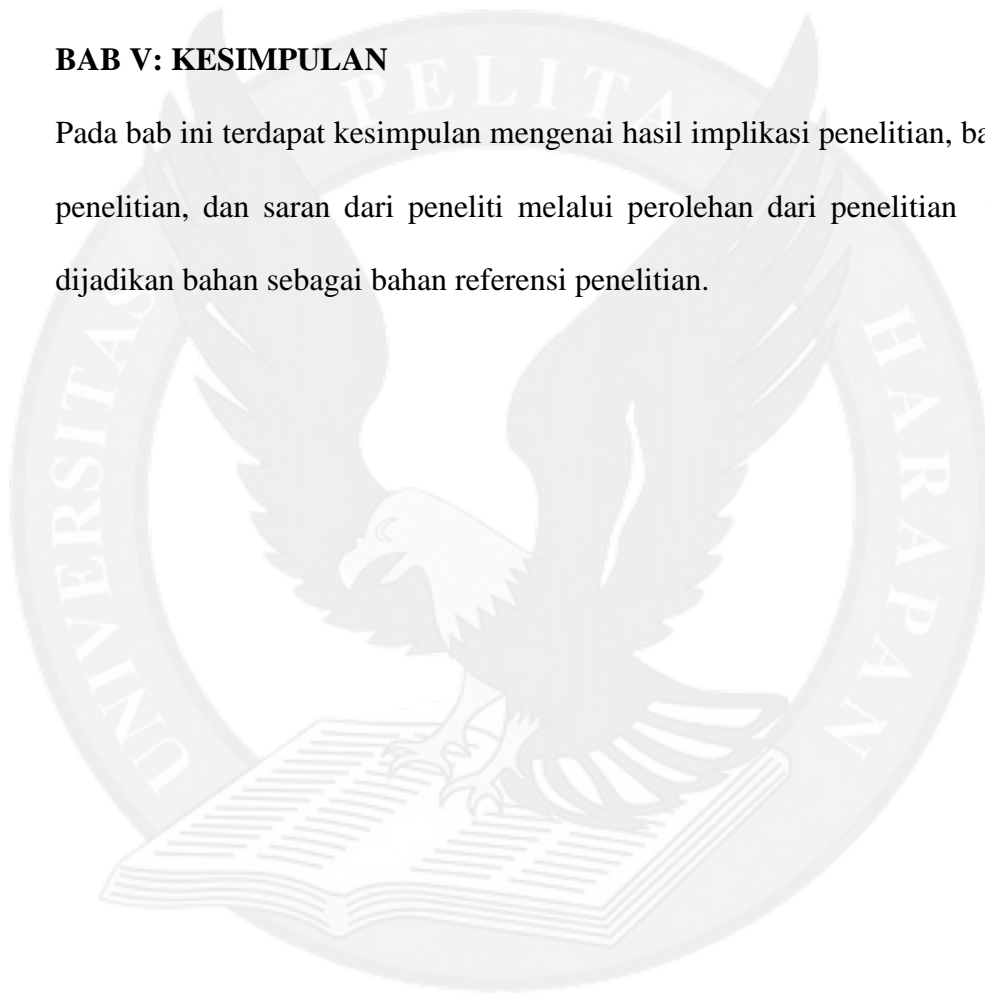 BAB V: KESIMPULAN
Pada bab ini terdapat kesimpulan mengenai hasil implikasi penelitian,
penelitian, dan saran dari peneliti melalui perolehan dari penelitian
dijadikan bahan sebagai bahan referensi penelitian.
UNIVERSITAS PELITA HARAPAN